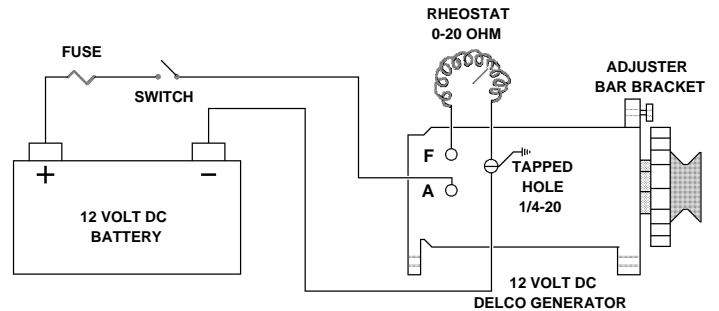 RHEOSTAT
0-20 OHM
FUSE
SWITCH
ADJUSTER
BAR BRACKET
F
A
TAPPED
HOLE
1/4-20
+
−
12 VOLT DC
BATTERY
12 VOLT DC
DELCO GENERATOR